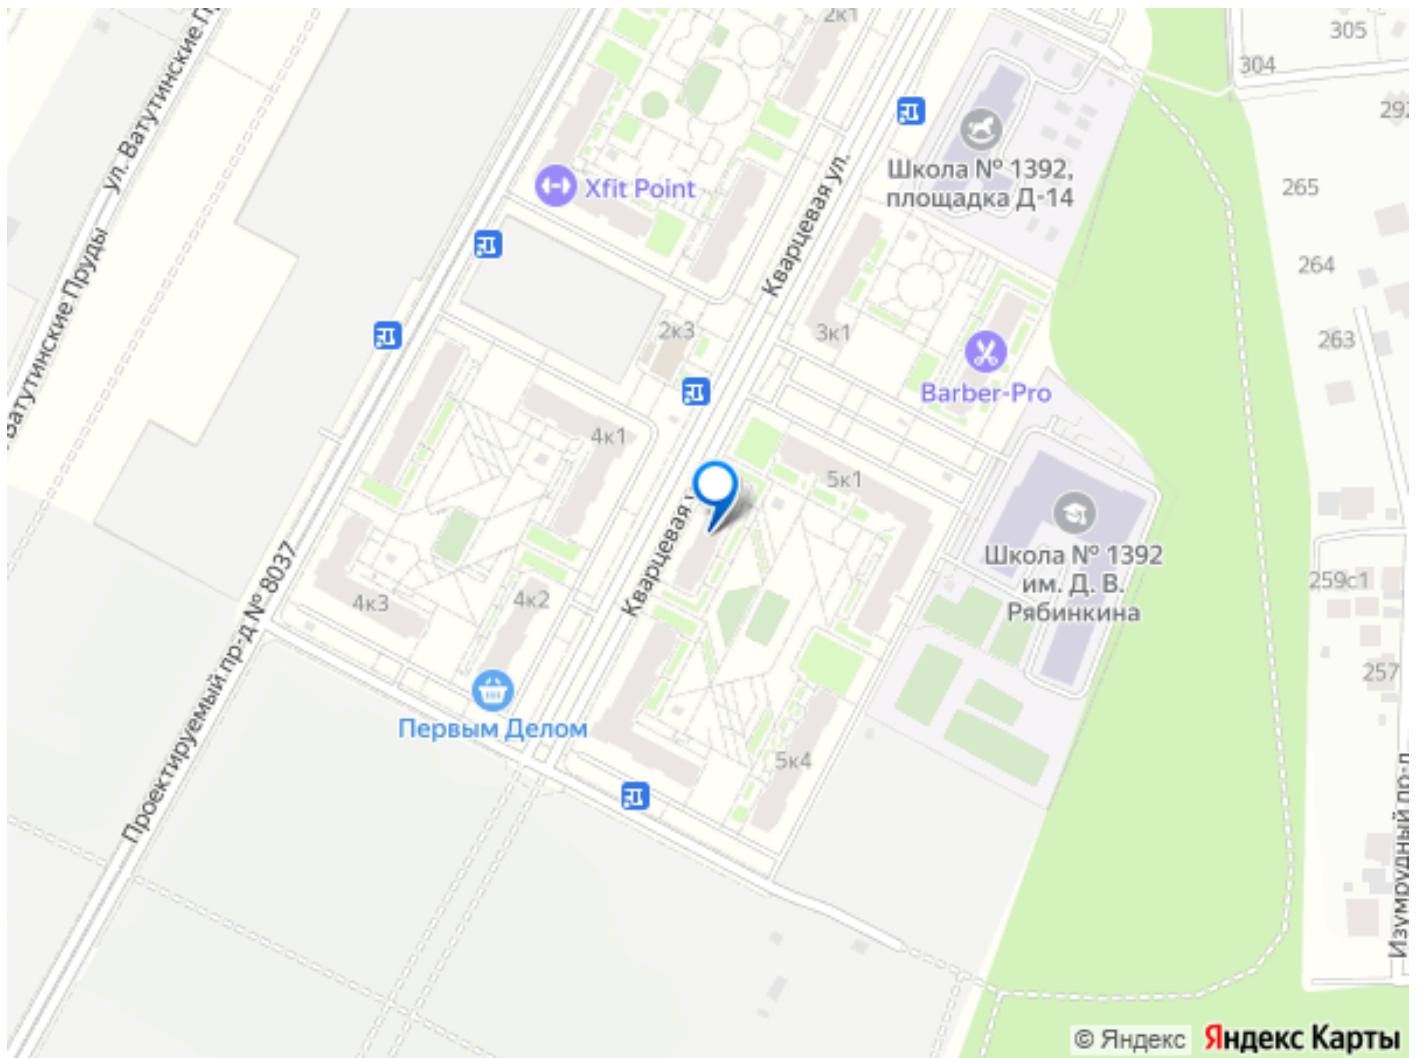 2к1
305
304
292
ул. Ватутинские Пруды
Школа № 1392,
площадка Д-14
265
Xfit Point
264
Кварцевая ул.
2к3
3к1
263
Barber-Pro
4к1
5к1
Кварцевая
Школа № 1392
им. Д. В.
Рябинкина
259с1
4к3
4к2
257
Проектируемый пр-д № 8037
Первым Делом
5к4
Изумрудный пр-д
© Яндекс Яндекс Карты